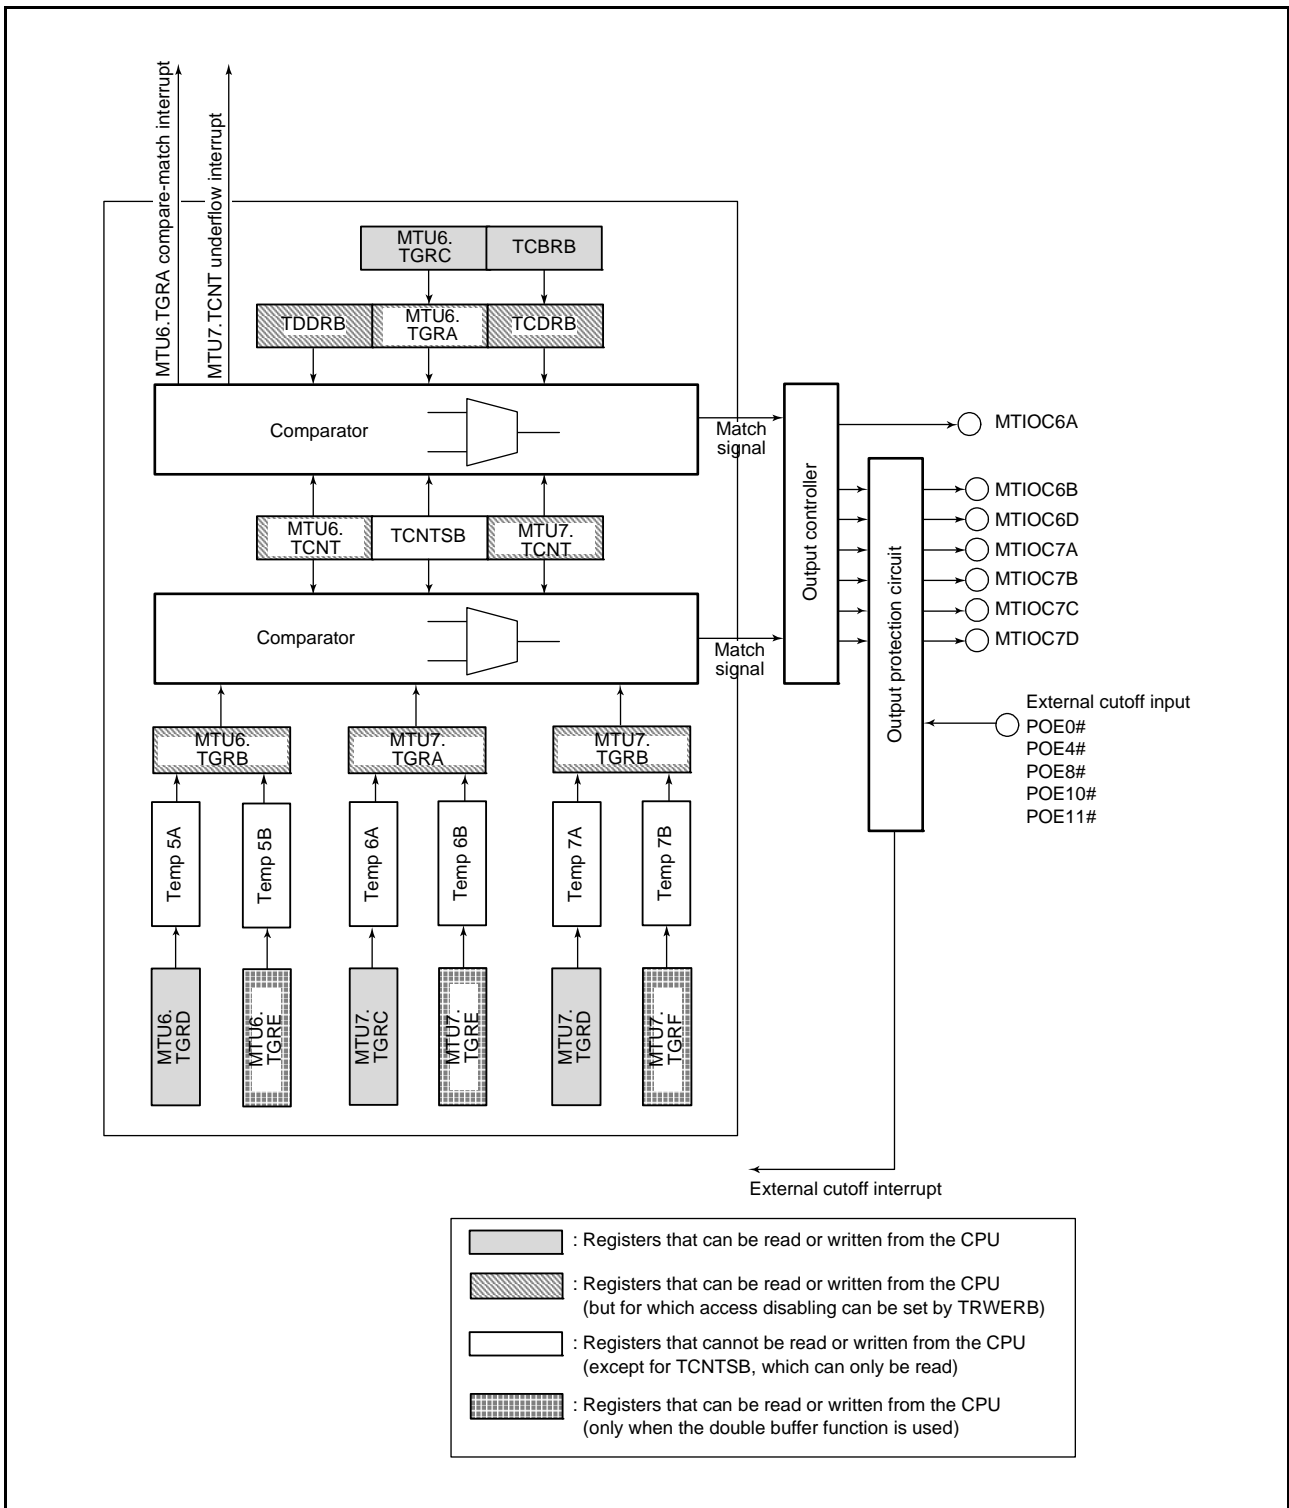 MTU6.TGRA compare-match interrupt
MTU7.TCNT underflow interrupt
MTU6.
TGRC
TCBRB
TDDRB
MTU6.
TGRA
TCDRB
Comparator
Match
signal
MTU6.
TCNT
TCNTSB
MTU7.
TCNT
Comparator
Match
signal
Output controller
Output protection circuit
MTIOC6A
MTIOC6B
MTIOC6D
MTIOC7A
MTIOC7B
MTIOC7C
MTIOC7D
External cutoff input
POE0#
POE4#
POE8#
POE10#
POE11#
MTU6.
TGRB
MTU7.
TGRA
MTU7.
TGRB
Temp 5A
Temp 5B
Temp 6A
Temp 6B
Temp 7A
Temp 7B
MTU6.
TGRD
MTU6.
TGRE
MTU7.
TGRC
MTU7.
TGRE
MTU7.
TGRD
MTU7.
TGRF
External cutoff interrupt
: Registers that can be read or written from the CPU
: Registers that can be read or written from the CPU
(but for which access disabling can be set by TRWERB)
: Registers that cannot be read or written from the CPU
(except for TCNTSB, which can only be read)
: Registers that can be read or written from the CPU
(only when the double buffer function is used)